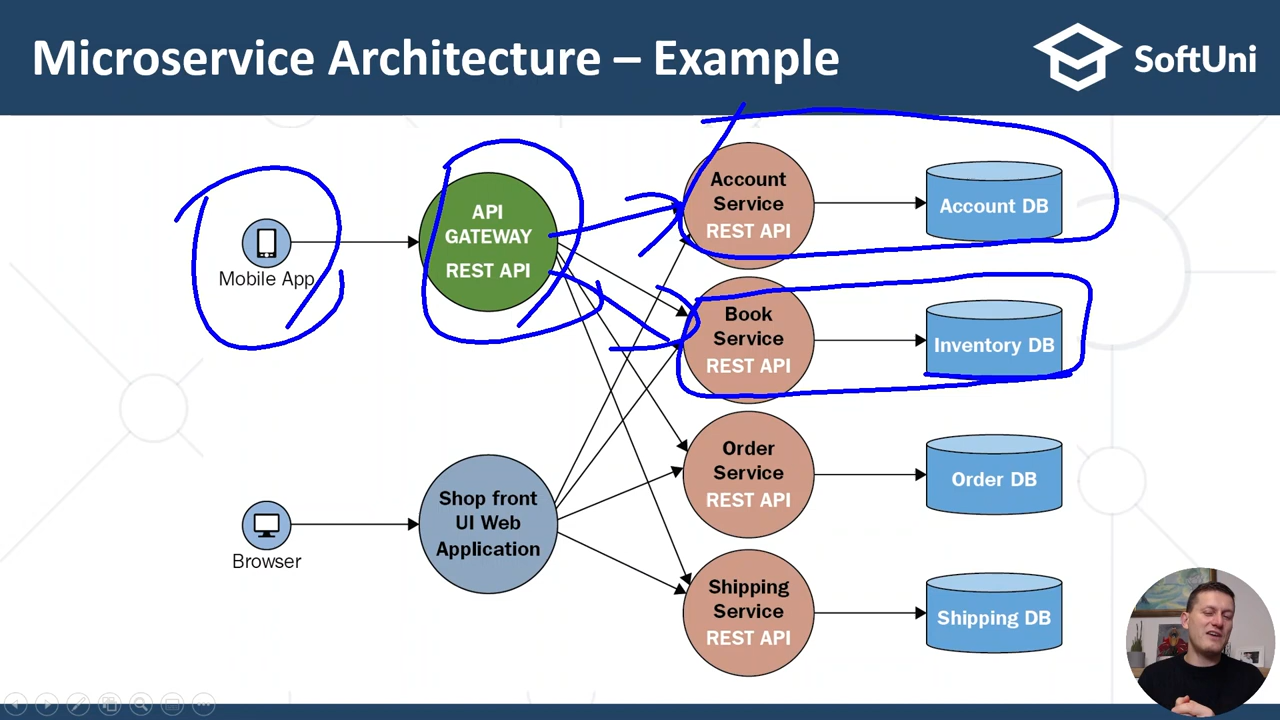 Microservice Architecture – Example
SoftUni
Mobile App
API
GATEWAY
REST API
Account
Service
REST API
Account DB
Book
Service
REST API
Inventory DB
Order
Service
REST API
Order DB
Browser
Shop front
UI Web
Application
Shipping
Service
REST API
Shipping DB